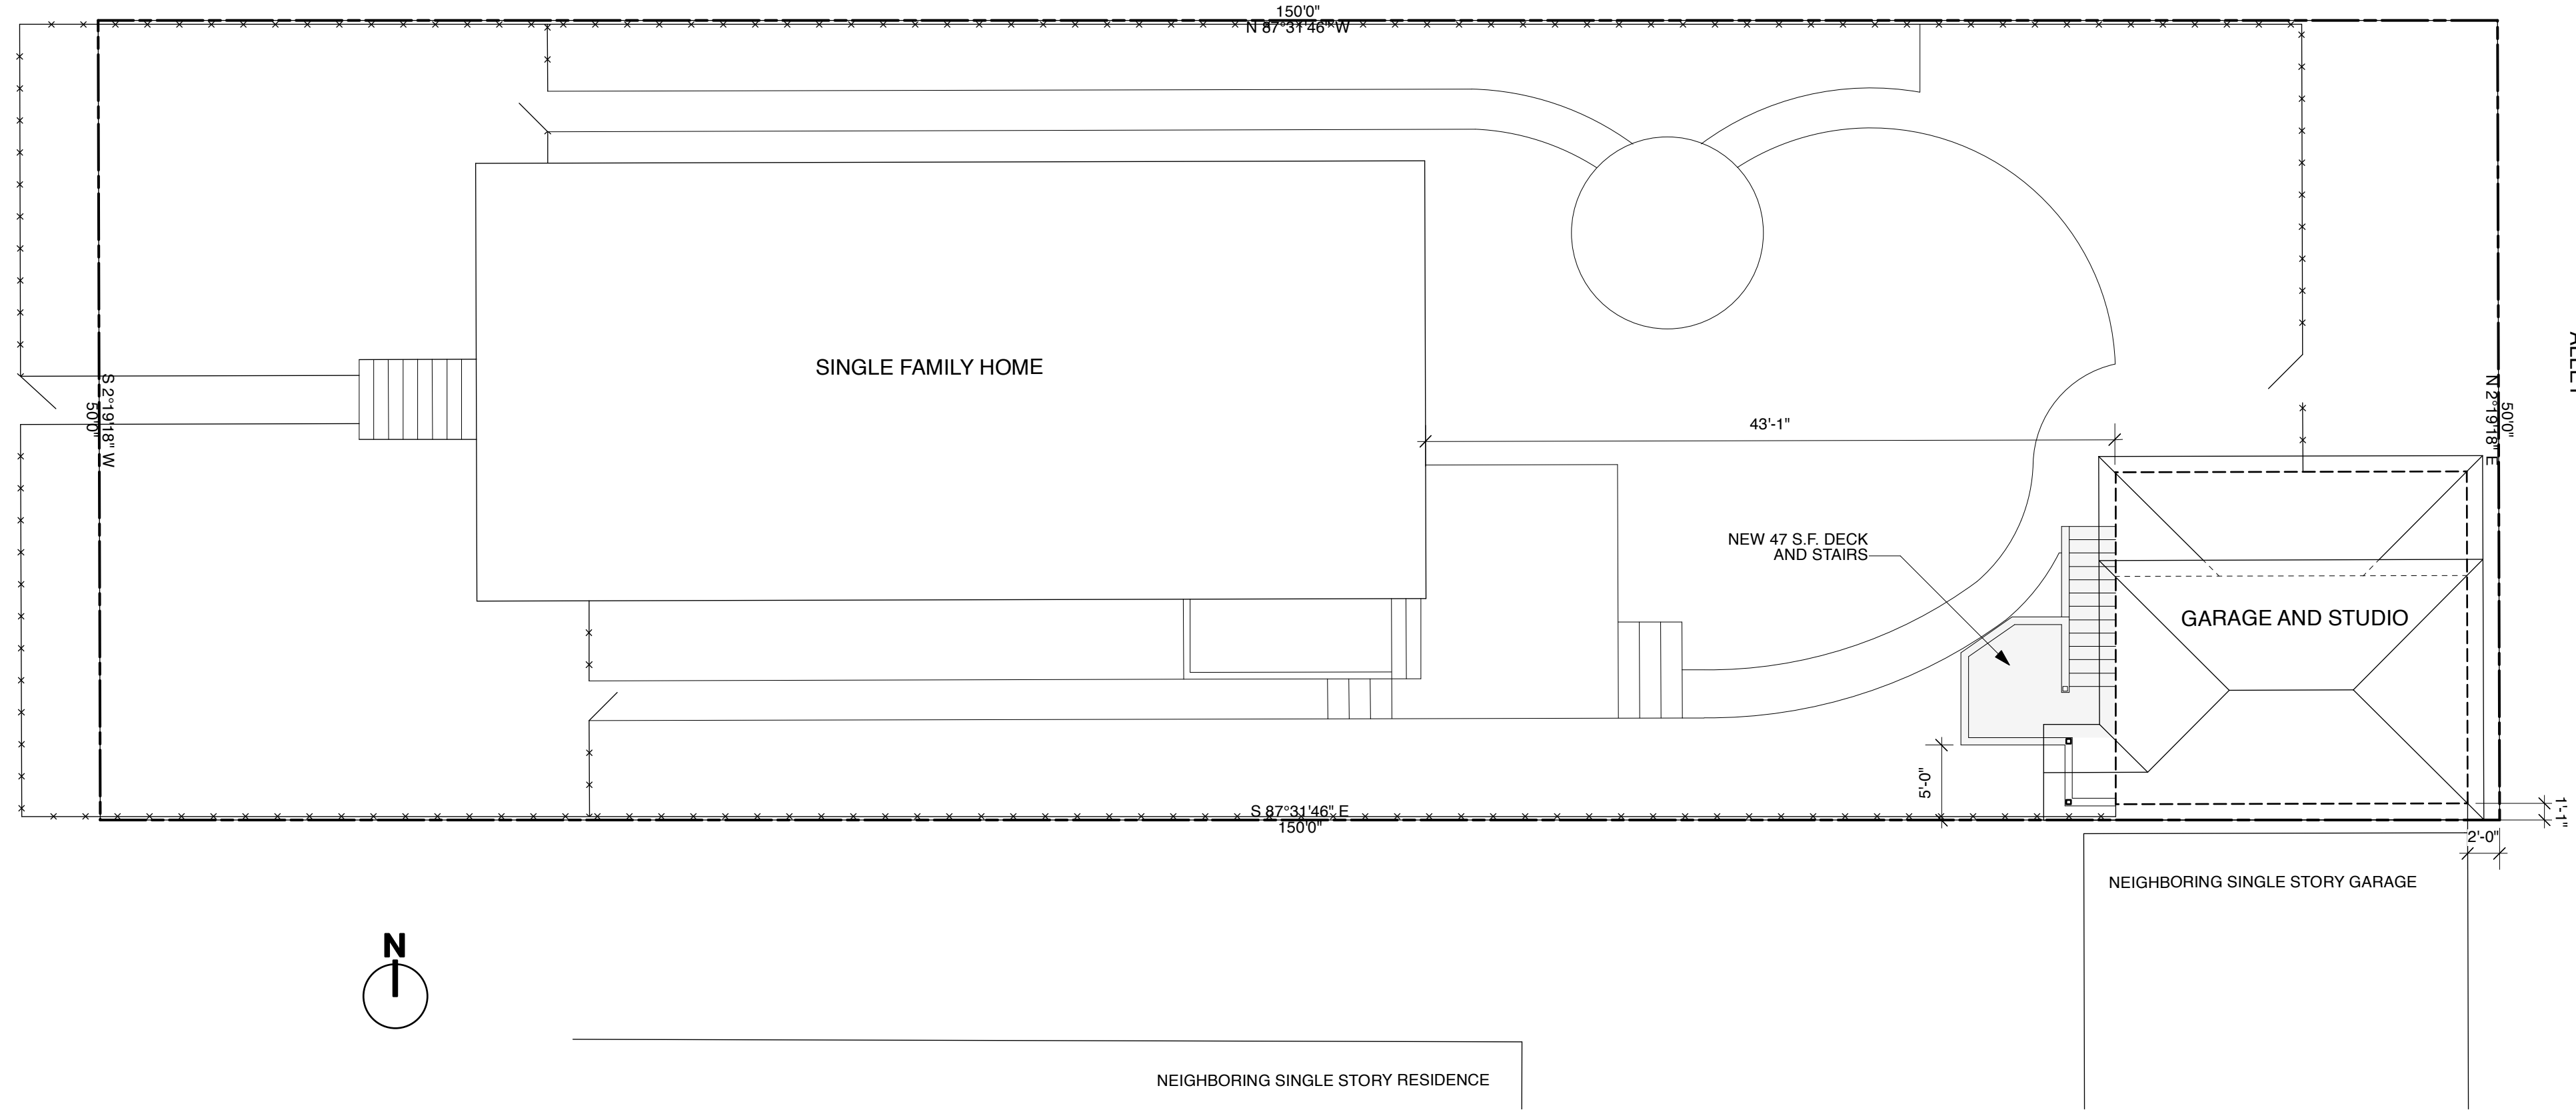 150'0"
N 87°31'46" W
SINGLE FAMILY HOME
S 2°19'18" W
50'0"
43'-1"
N 2°19'18" E
50'0"
NEW 47 S.F. DECK
AND STAIRS
GARAGE AND STUDIO
5'-0"
S 87°31'46" E
150'0"
1'-1"
2'-0"
NEIGHBORING SINGLE STORY GARAGE
N
NEIGHBORING SINGLE STORY RESIDENCE